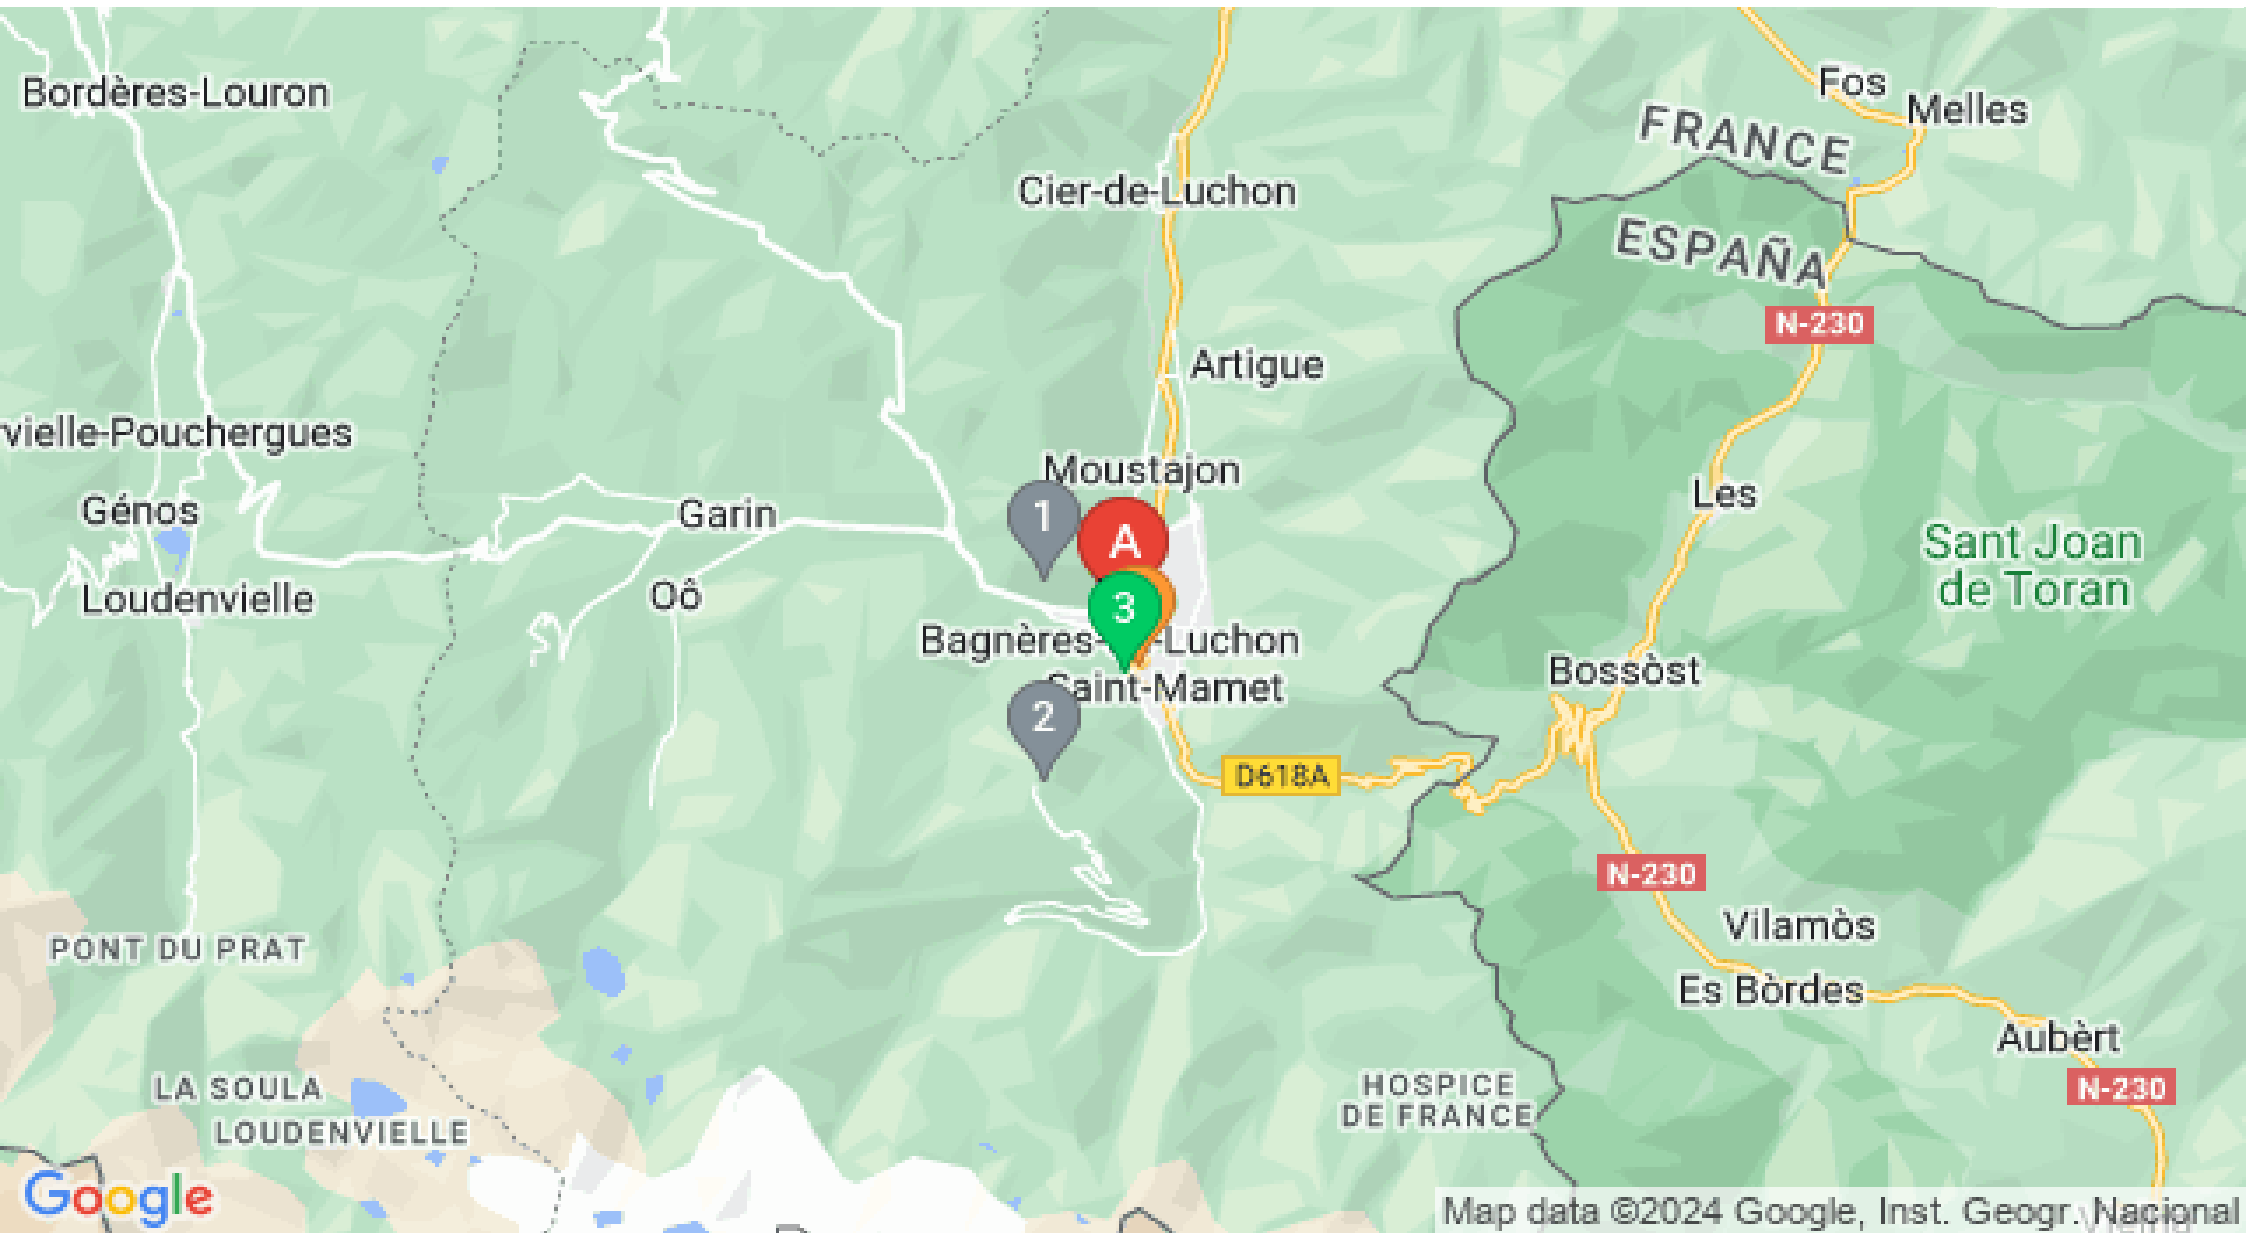 Bordères-Louron
Fos
Melles
FRANCE
Cier-de-Luchon
ESPAÑA
N-230
Artigue
rvielle-Pouchergues
Moustajon
Les
Génos
Garin
1
A
Sant Joan
de Toran
Loudenvielle
Oô
3
Bagnères- -Luchon
Saint-Mamet
Bossòst
2
D618A
N-230
Vilamòs
PONT DU PRAT
Es Bòrdes
Aubèrt
LA SOULA
LOUDENVIELLE
HOSPICE
DE FRANCE
N-230
Google
Map data ©2024 Google, Inst. Geogr. Nacional